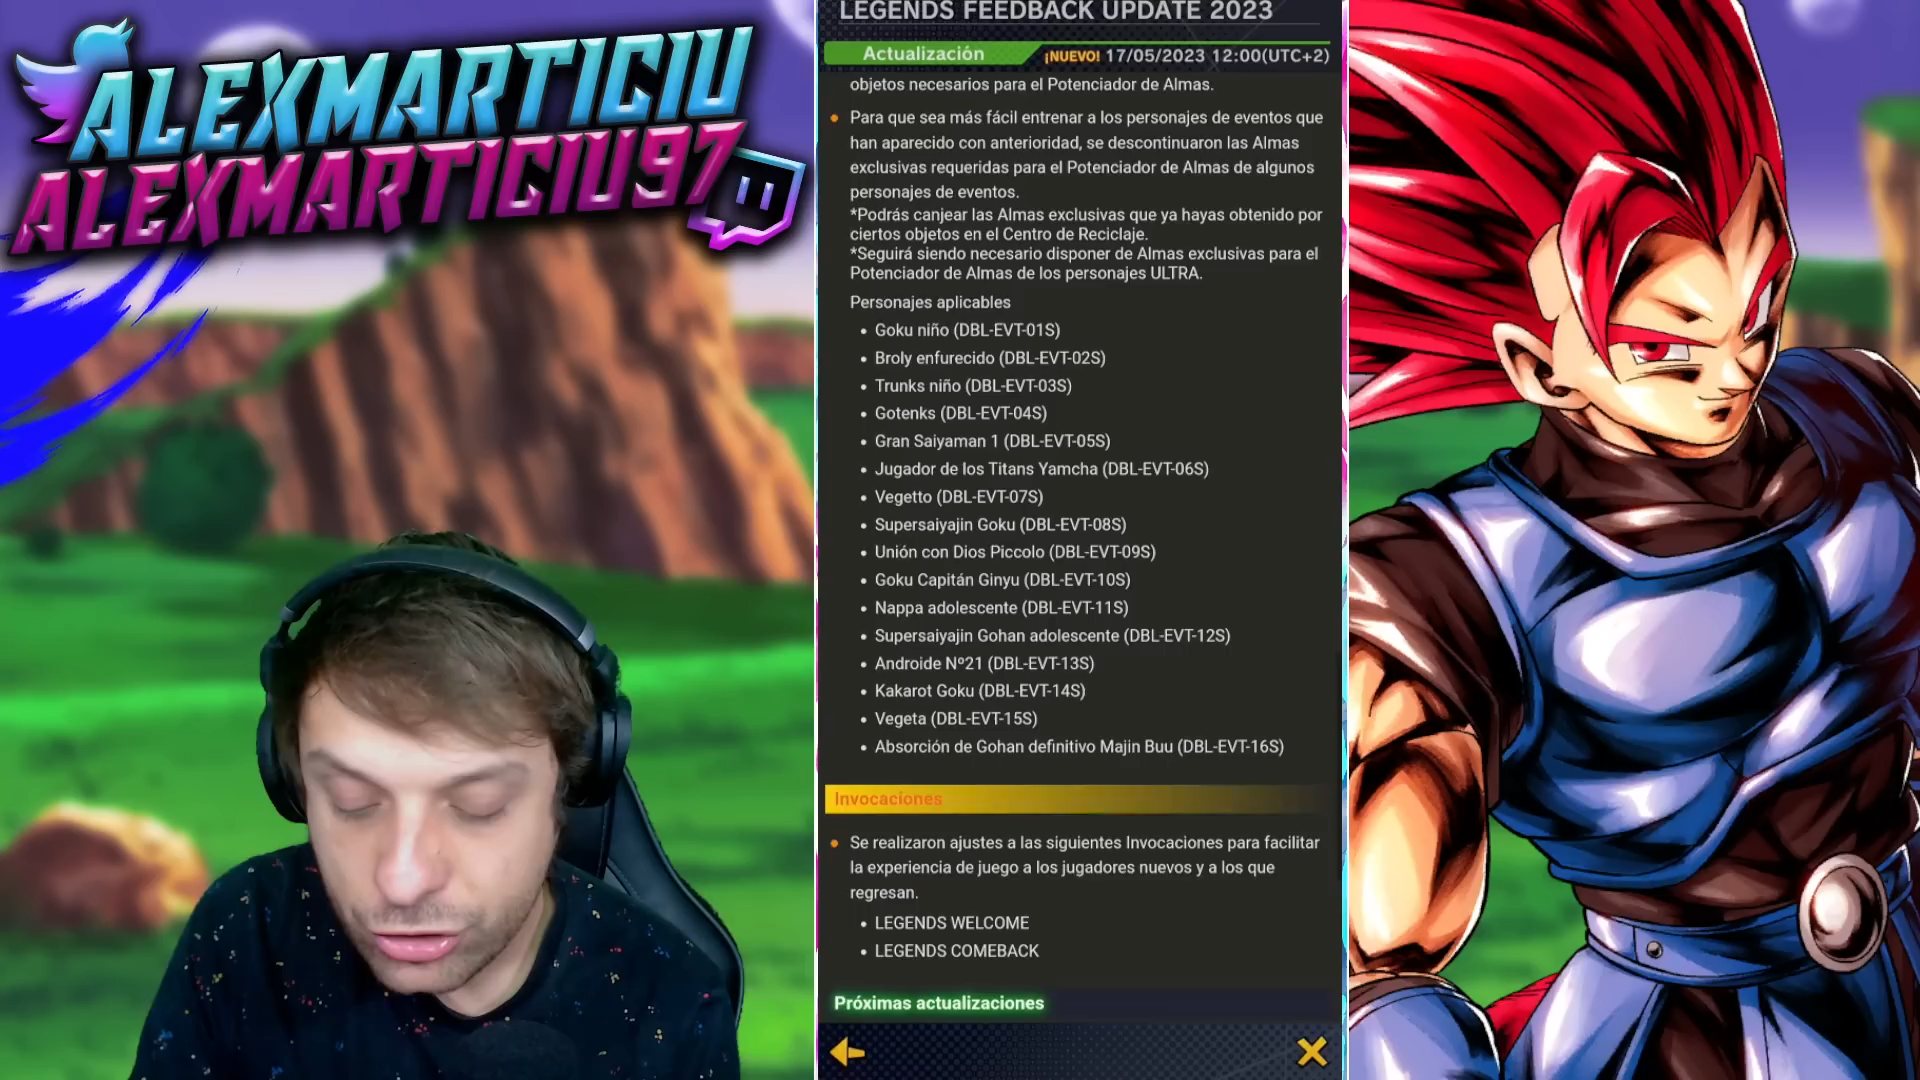 ALEXMARTICIU
ALEXMARTICIU97
LEGENDS FEEDBACK UPDATE 2023
Actualización
¡NUEVO! 17/05/2023 12:00(UTC+2)
objetos necesarios para el Potenciador de Almas.
Para que sea más fácil entrenar a los personajes de eventos que
han aparecido con anterioridad, se descontinuaron las Almas
exclusivas requeridas para el Potenciador de Almas de algunos
personajes de eventos.
*Podrás canjear las Almas exclusivas que ya hayas obtenido por
ciertos objetos en el Centro de Reciclaje.
*Seguirá siendo necesario disponer de Almas exclusivas para el
Potenciador de Almas de los personajes ULTRA.
Personajes aplicables
• Goku niño (DBL-EVT-01S)
• Broly enfurecido (DBL-EVT-02S)
• Trunks niño (DBL-EVT-03S)
• Gotenks (DBL-EVT-04S)
• Gran Saiyaman 1 (DBL-EVT-05S)
• Jugador de los Titans Yamcha (DBL-EVT-06S)
• Vegetto (DBL-EVT-07S)
• Supersaiyajin Goku (DBL-EVT-08S)
• Unión con Dios Piccolo (DBL-EVT-09S)
• Goku Capitán Ginyu (DBL-EVT-10S)
• Nappa adolescente (DBL-EVT-11S)
• Supersaiyajin Gohan adolescente (DBL-EVT-12S)
• Androide Nº21 (DBL-EVT-13S)
• Kakarot Goku (DBL-EVT-14S)
• Vegeta (DBL-EVT-15S)
• Absorción de Gohan definitivo Majin Buu (DBL-EVT-16S)
Invocaciones
Se realizaron ajustes a las siguientes Invocaciones para facilitar
la experiencia de juego a los jugadores nuevos y a los que
regresan.
• LEGENDS WELCOME
• LEGENDS COMEBACK
Próximas actualizaciones